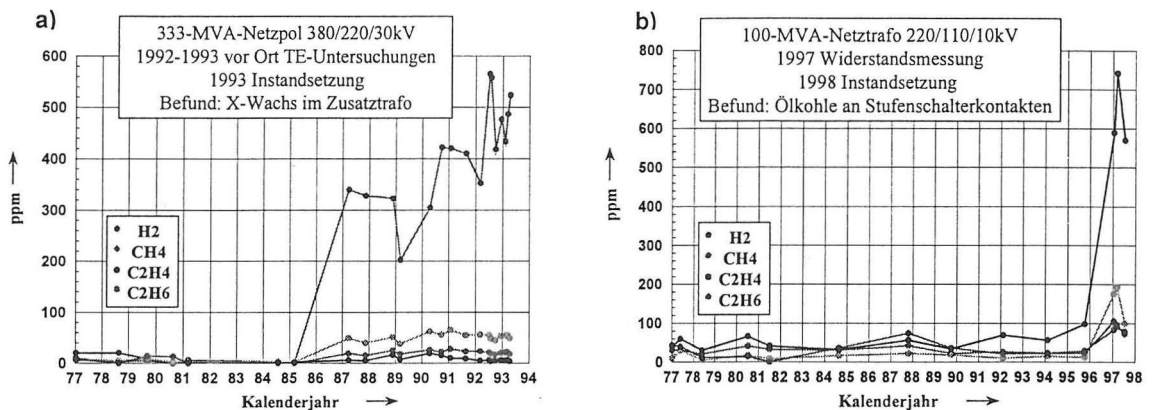 a)
333-MVA-Netzpol 380/220/30kV
1992-1993 vor Ort TE-Untersuchungen
1993 Instandsetzung
Befund: X-Wachs im Zusatztrafo
600
500
400
300
200
100
0
ppm
H2
CH4
C2H4
C2H6
77 78 79 80 81 82 84 85 87 88 89 90 91 92 93 94
Kalenderjahr
b)
100-MVA-Netztrafo 220/110/10kV
1997 Widerstandsmessung
1998 Instandsetzung
Befund: Ölkohle an Stufenschalterkontakten
800
700
600
500
400
300
200
100
0
ppm
H2
CH4
C2H4
C2H6
77 78 79 80 81 82 84 85 87 88 89 90 91 92 93 94 95 96 97 98
Kalenderjahr